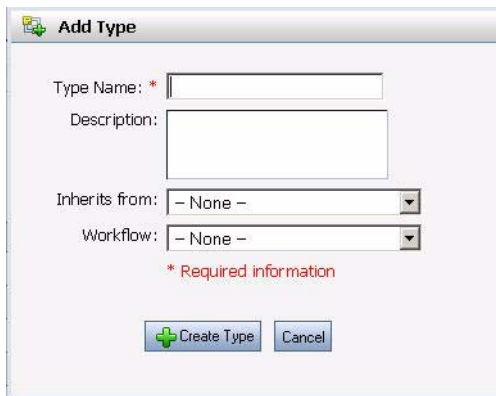 Add Type
Type Name: *
Description:
Inherits from: – None –
Workflow: – None –
* Required information
Create Type Cancel